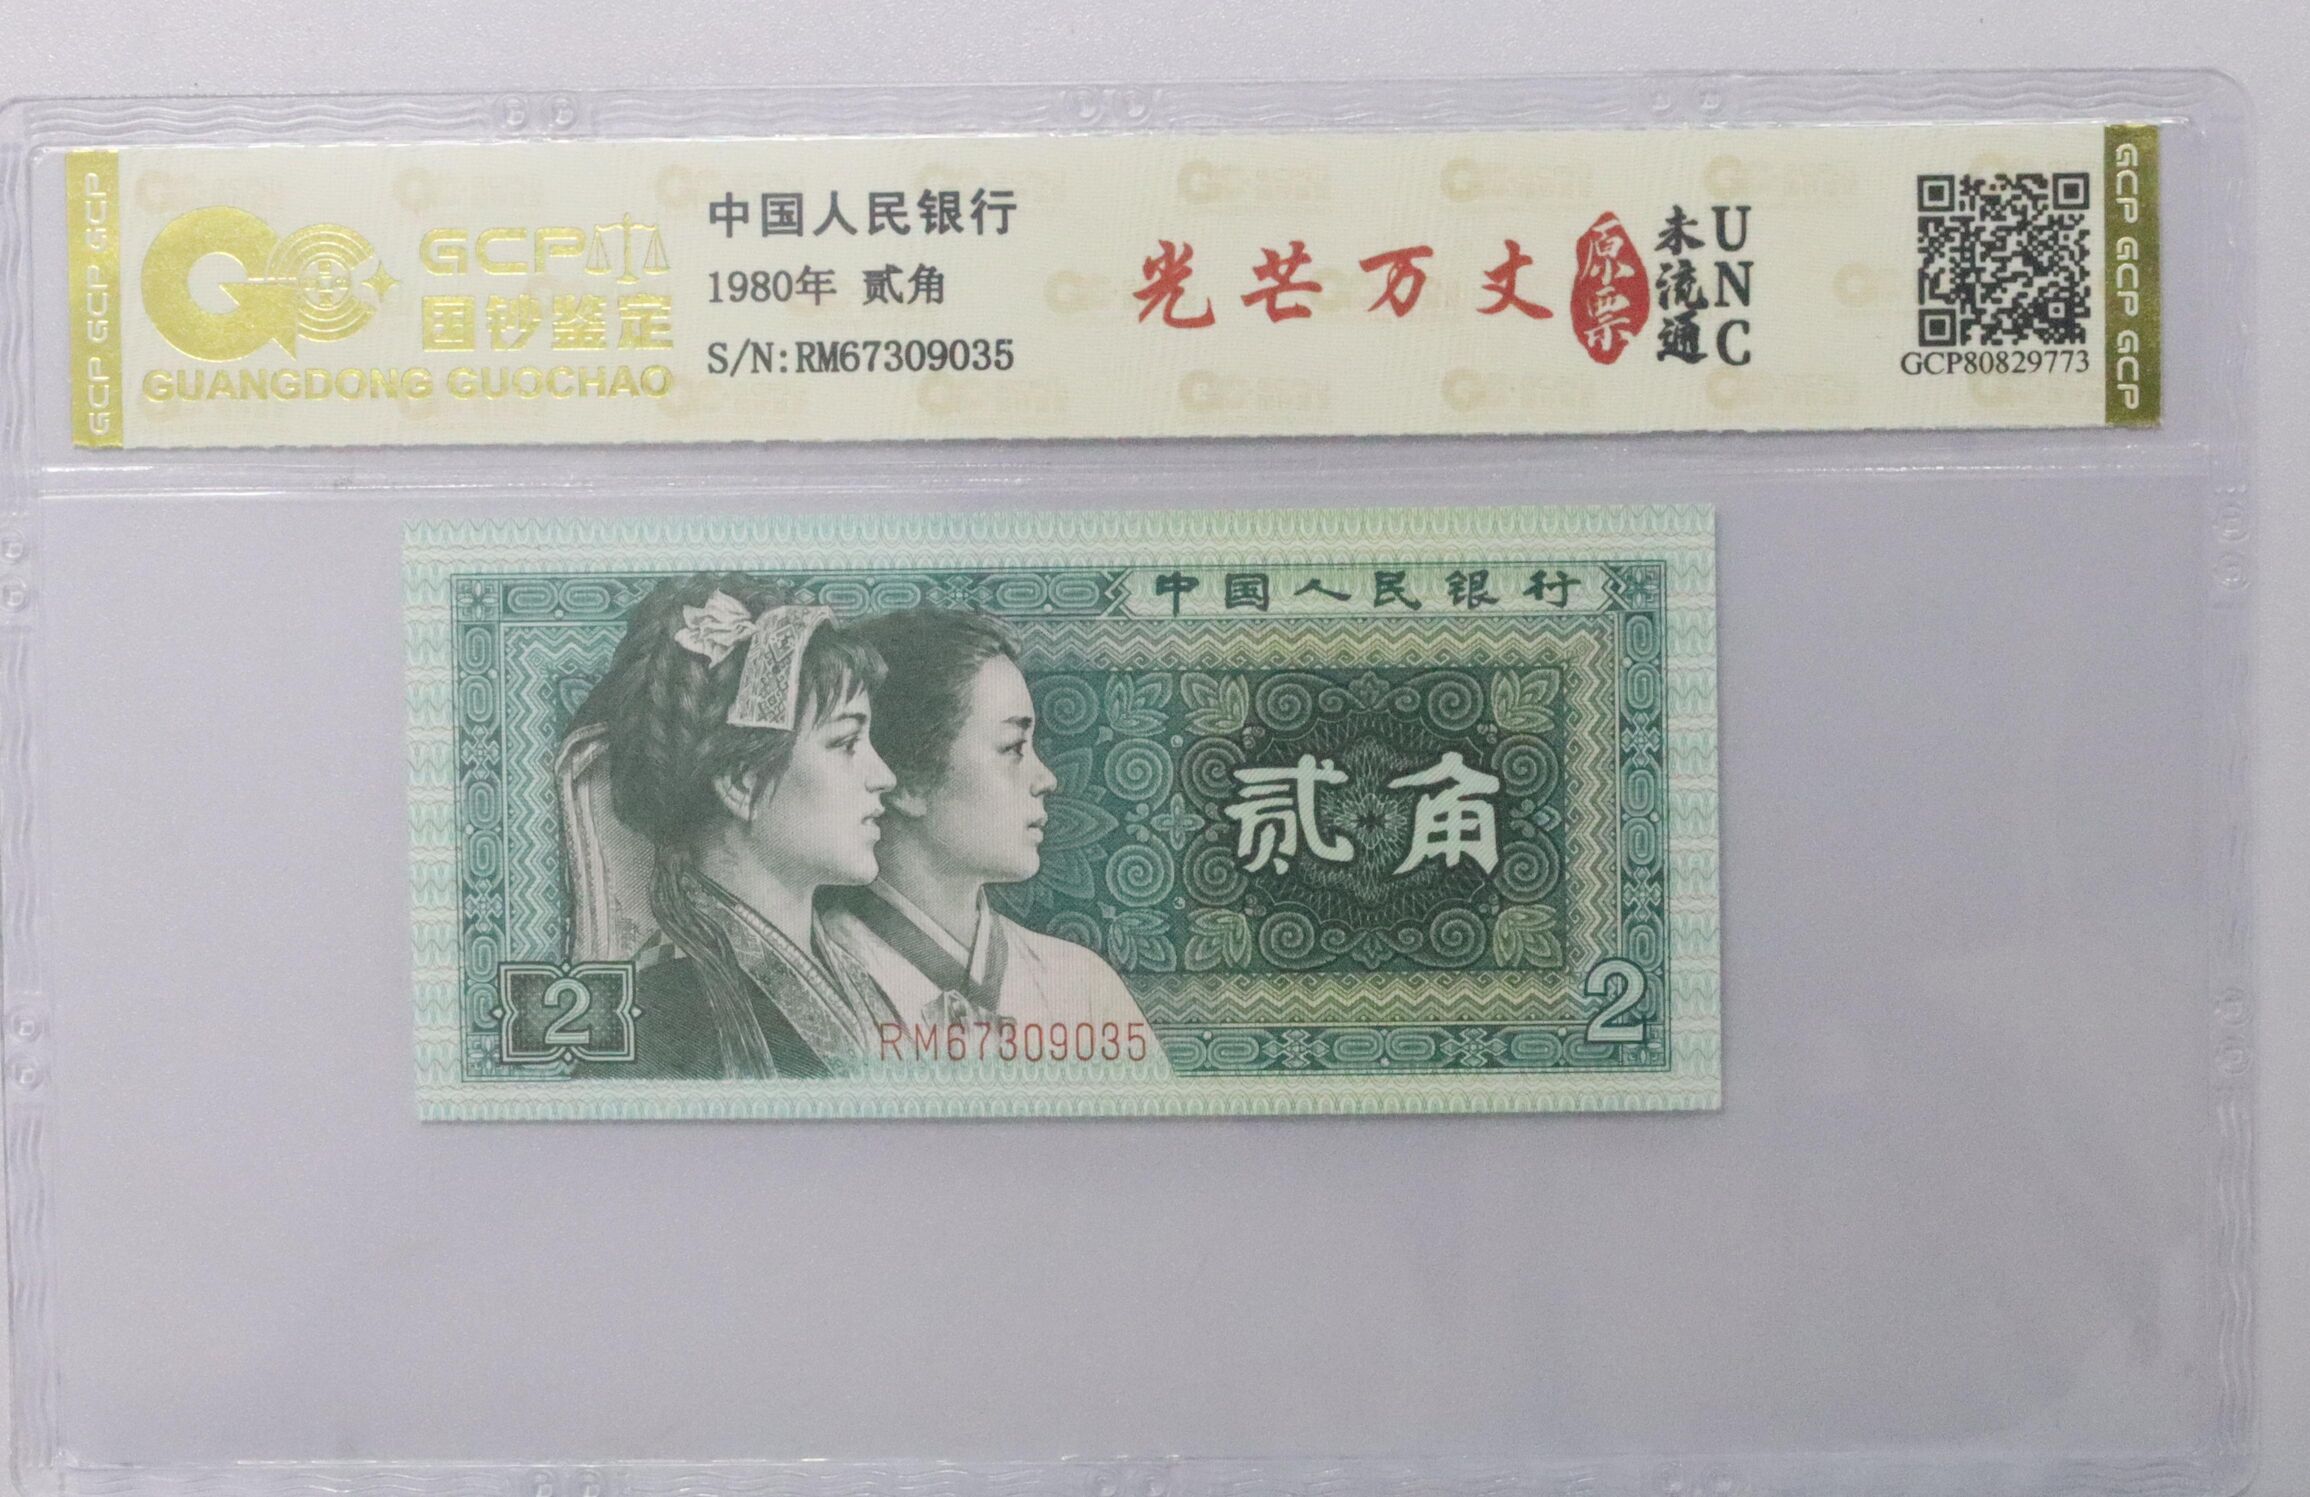 GCP GCP GCP
GCP
国钞鉴定
GUANGDONG GUOCHAO
中国人民银行
1980年 贰角
S/N:RM67309035
光芒万丈
原票
未流通
UNC
GCP80829773
GCP GCP GCP GCP
中国人民银行
贰角
2
2
RM67309035